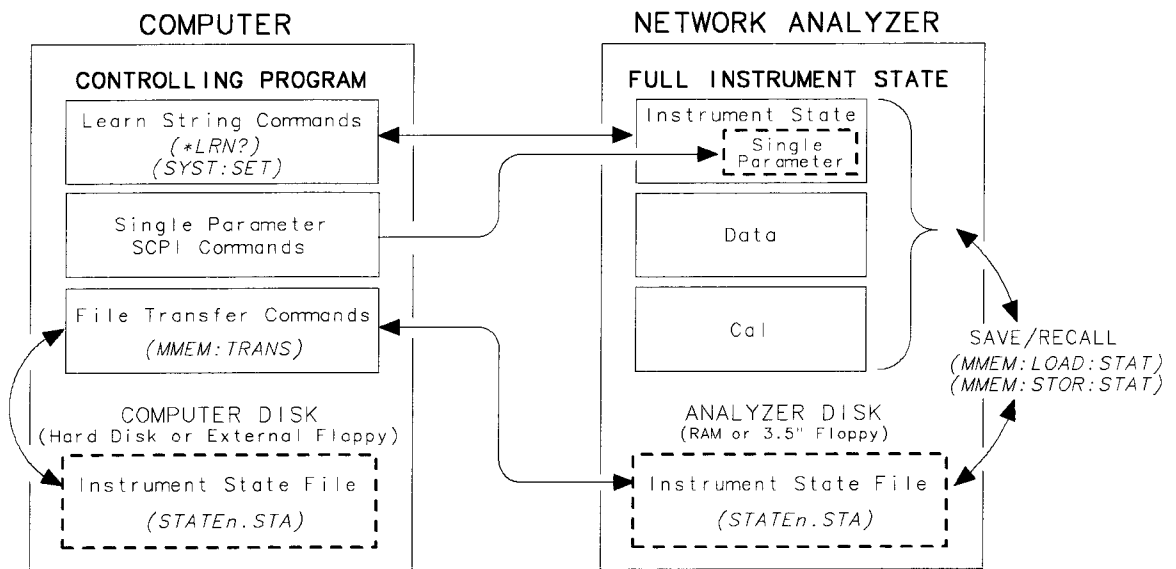 COMPUTER
CONTROLLING PROGRAM
Learn String Commands
(*LRN?)
(SYST:SET)
Single Parameter
SCPI Commands
File Transfer Commands
(MMEM:TRANS)
COMPUTER DISK
(Hard Disk or External Floppy)
Instrument State File
(STATEn.STA)
NETWORK ANALYZER
FULL INSTRUMENT STATE
Instrument State
Single
Parameter
Data
Cal
ANALYZER DISK
(RAM or 3.5" Floppy)
Instrument State File
(STATEn.STA)
SAVE/RECALL
(MMEM:LOAD:STAT)
(MMEM:STOR:STAT)